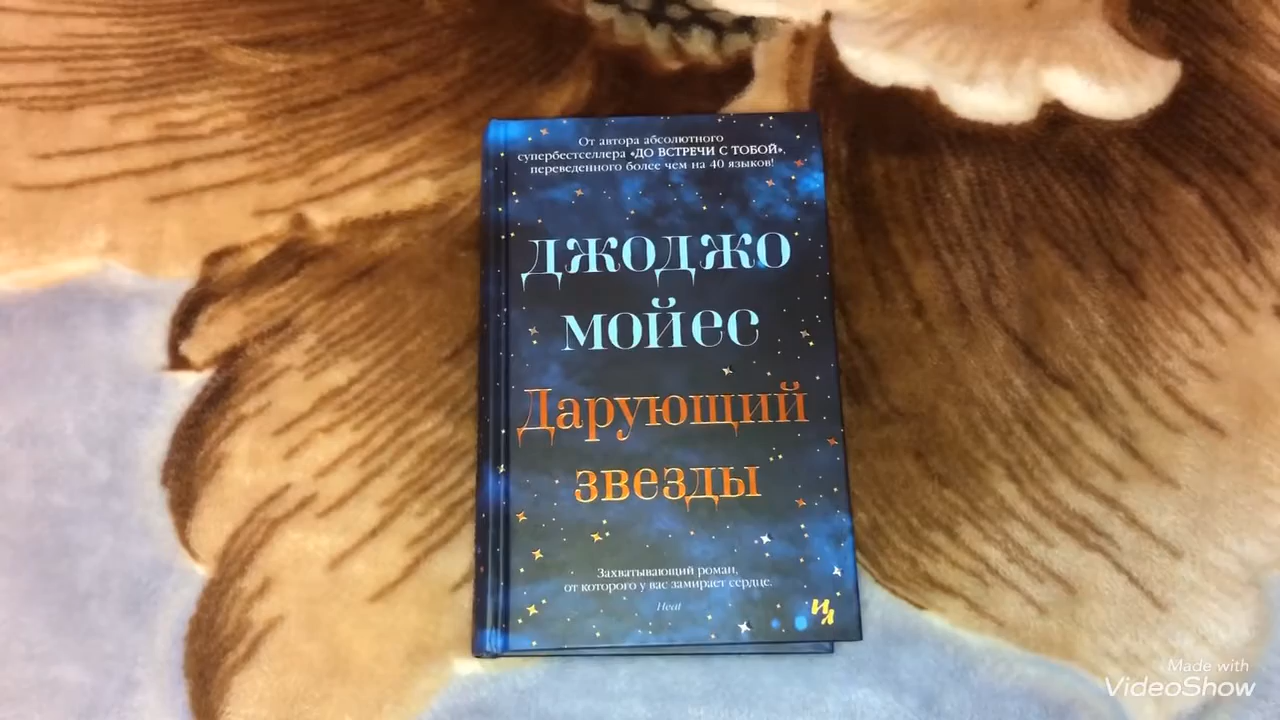 От автора абсолютного
супербестселлера «ДО ВСТРЕЧИ С ТОБОЙ»,
переведенного более чем на 40 языков!
ДЖОДЖО
МОЙЕС
Дарующий
звезды
Захватывающий роман,
от которого у вас замирает сердце.
Heat
ИЛ
Made with
VideoShow